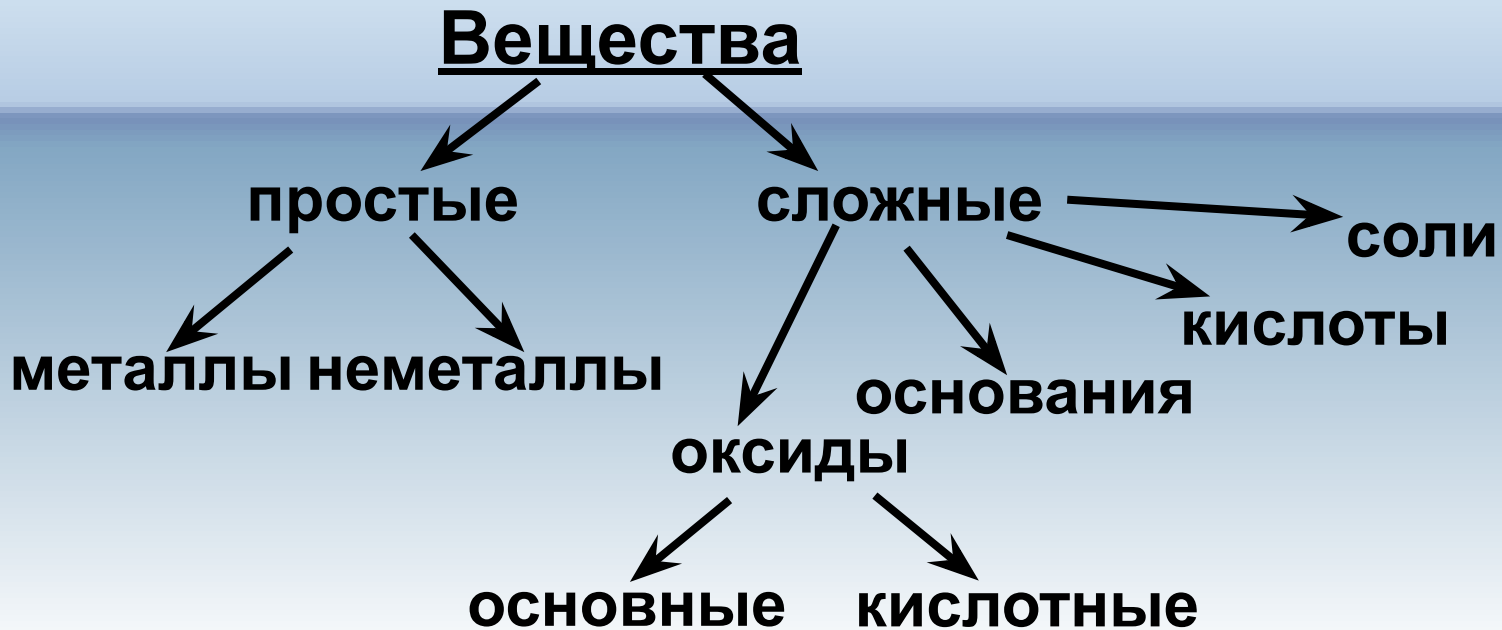 Вещества
простые сложные
соли
кислоты
металлы неметаллы
основания
оксиды
основные кислотные